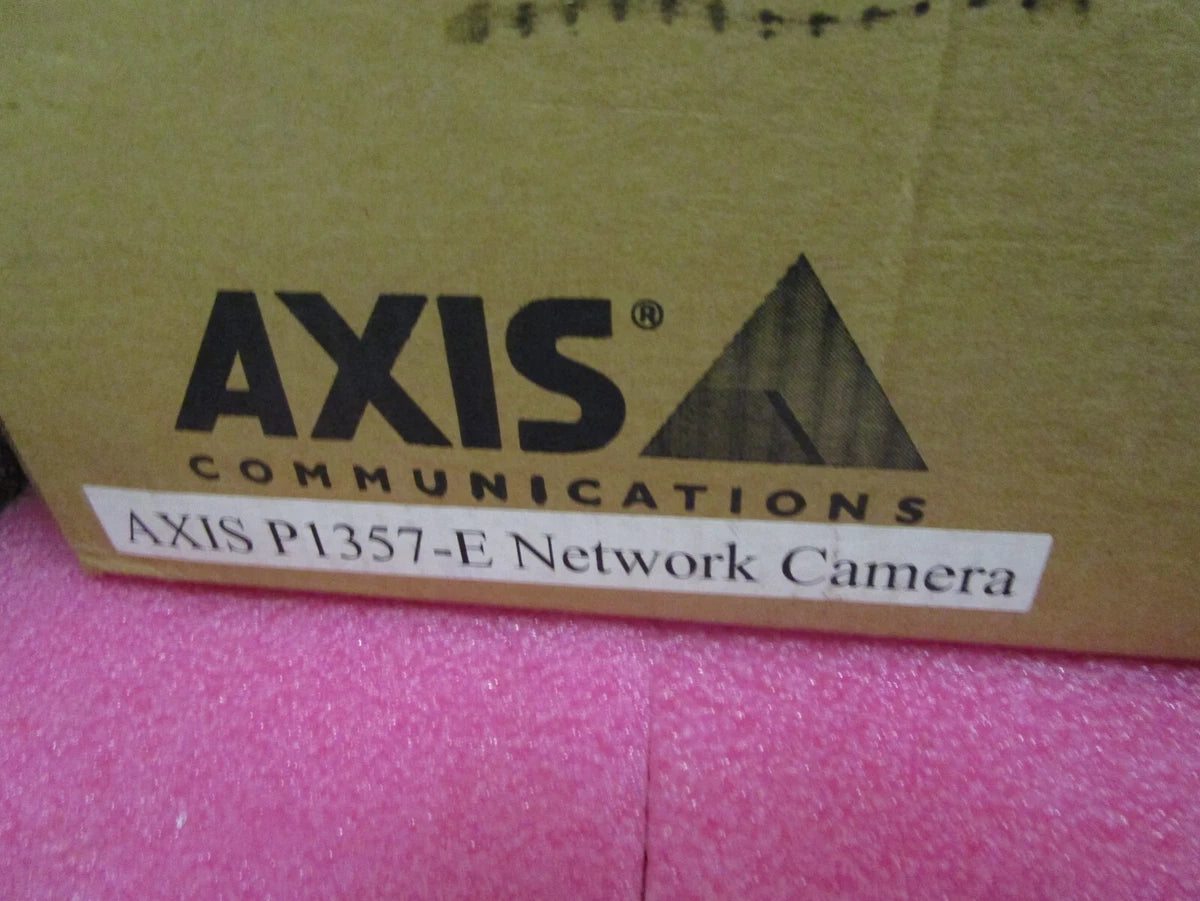 AXIS®
COMMUNICATIONS
AXIS P1357-E Network Camera